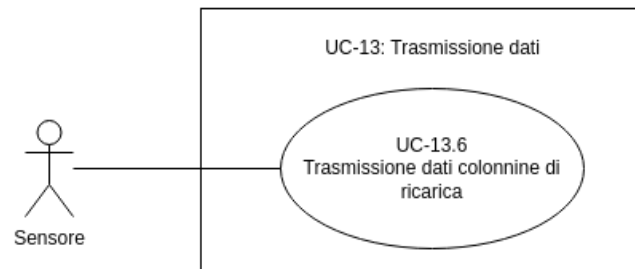 UC-13: Trasmissione dati
UC-13.6
Trasmissione dati colonnine di
ricarica
Sensore